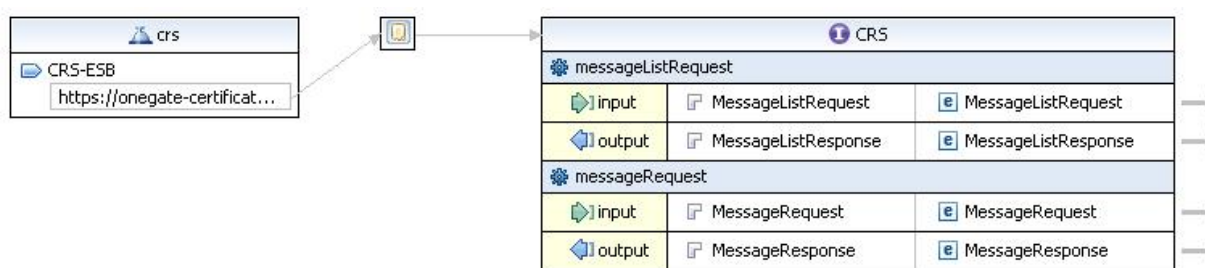 crs
CRS-ESB
https://onegate-certificat...
CRS
messageListRequest
input MessageListRequest MessageListRequest
output MessageListResponse MessageListResponse
messageRequest
input MessageRequest MessageRequest
output MessageResponse MessageResponse